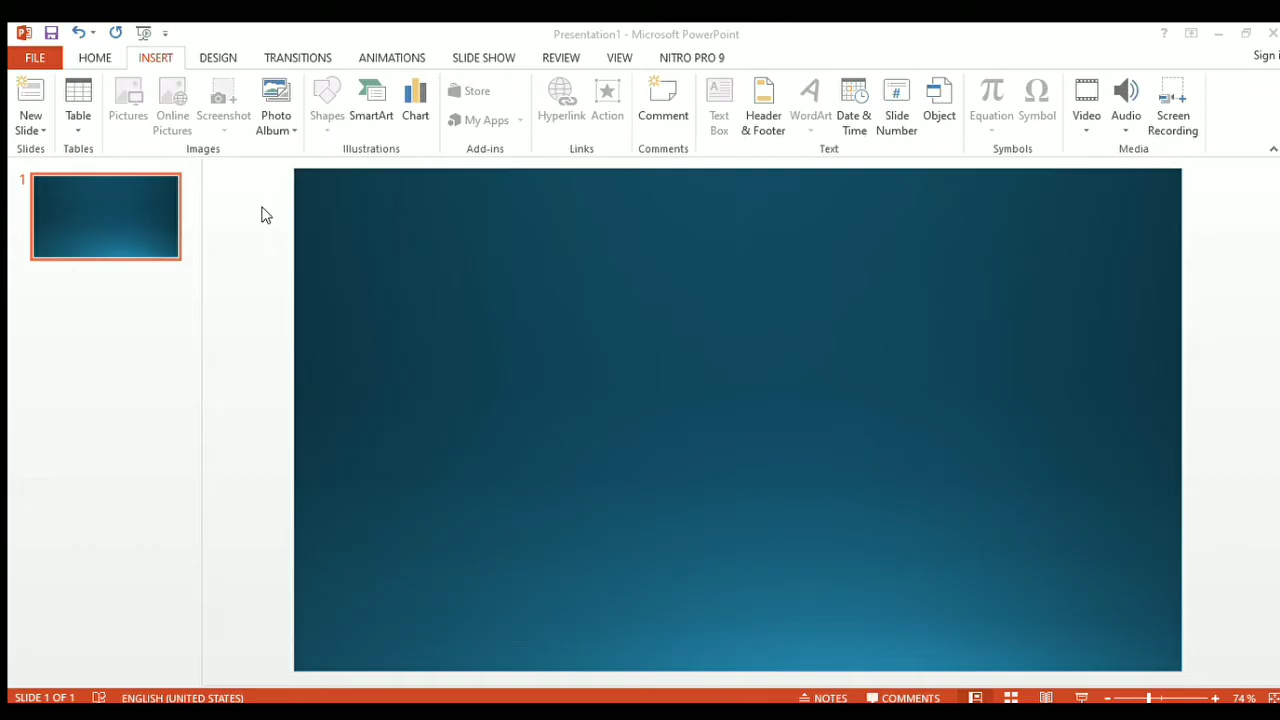 Presentation1 - Microsoft PowerPoint
?
FILE HOME INSERT DESIGN TRANSITIONS ANIMATIONS SLIDE SHOW REVIEW VIEW NITRO PRO 9
Sign i
New Slide
Table
Pictures
Online Pictures
Screenshot
Photo Album
Shapes
SmartArt
Chart
Store
My Apps
Hyperlink
Action
Comment
Text Box
Header & Footer
WordArt
Date & Time
Slide Number
Object
Equation
Symbol
Video
Audio
Screen Recording
Slides Tables Images Illustrations Add-ins Links Comments Text Symbols Media
1
SLIDE 1 OF 1 ENGLISH (UNITED STATES) NOTES COMMENTS 74 %